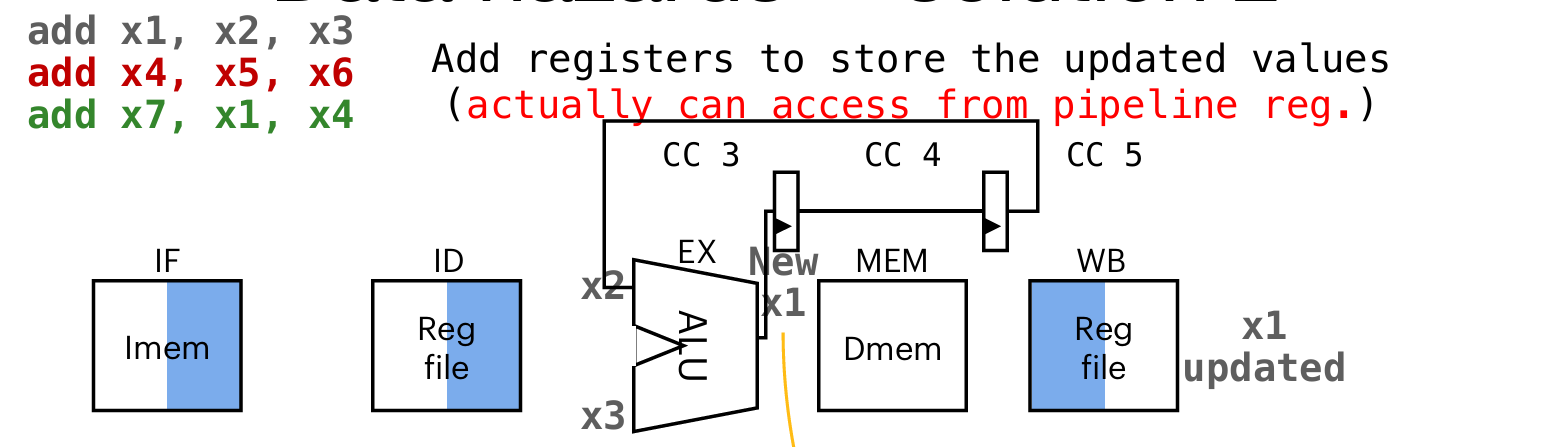 add x1, x2, x3
add x4, x5, x6
add x7, x1, x4
Add registers to store the updated values
(actually can access from pipeline reg.)
CC 3
CC 4
CC 5
IF
ID
EX
New
x1
MEM
WB
x2
x3
Imem
Reg
file
ALU
Dmem
Reg
file
x1
updated